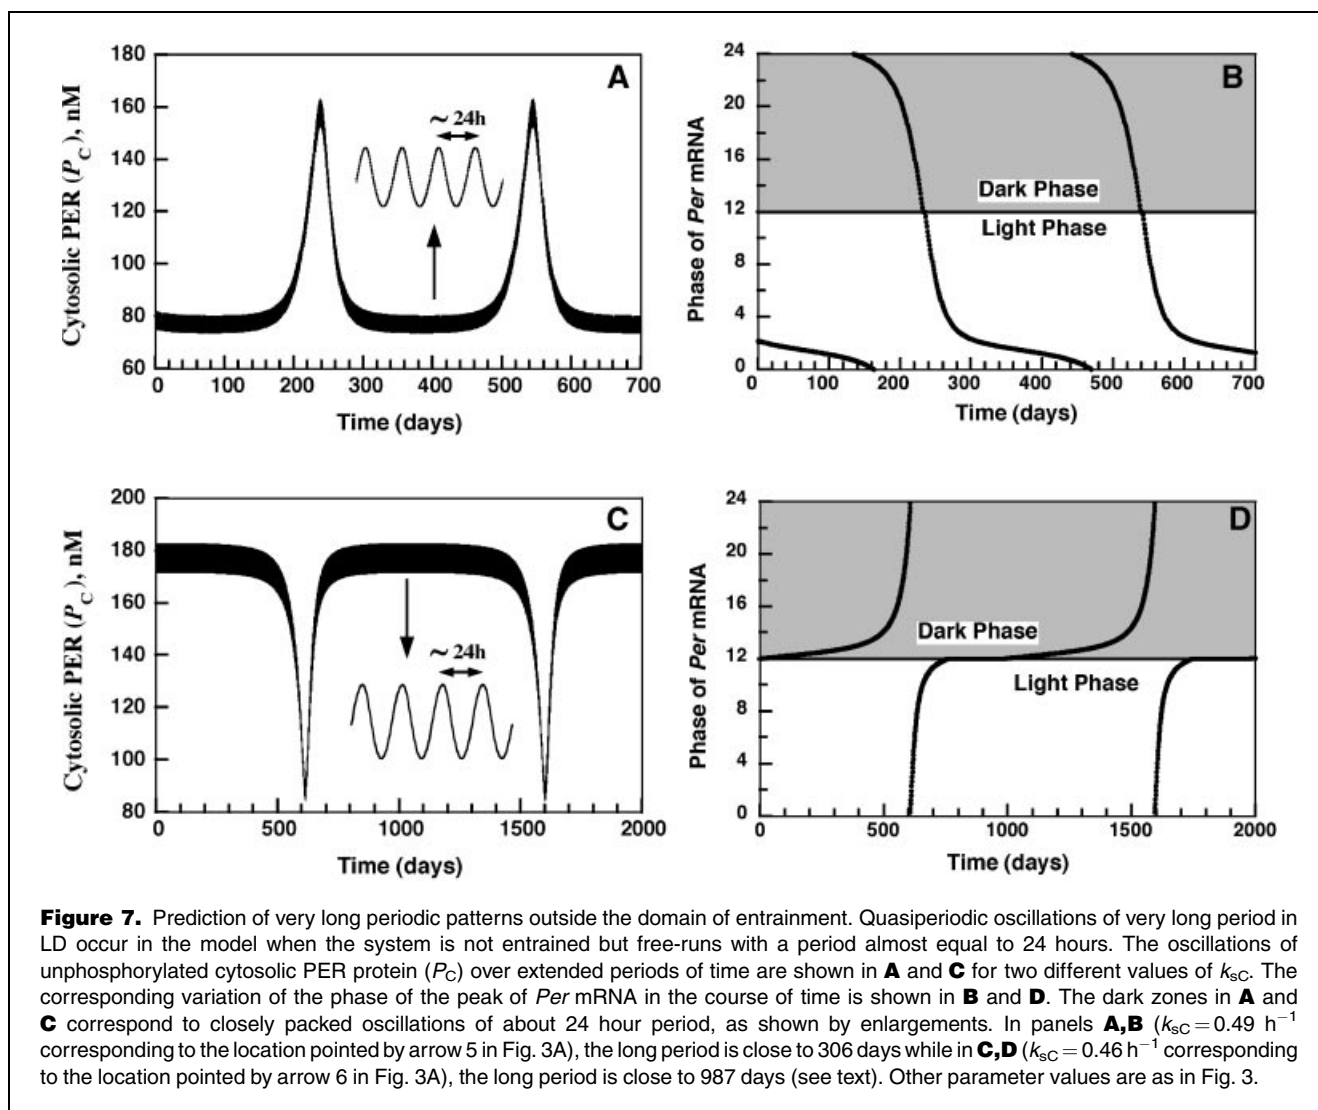 A
Cytosolic PER (P_C), nM
180
160
140
120
100
80
60
~ 24h
0 100 200 300 400 500 600 700
Time (days)
B
Phase of Per mRNA
24
20
16
12
8
4
0
Dark Phase
Light Phase
0 100 200 300 400 500 600 700
Time (days)
C
Cytosolic PER (P_C), nM
200
180
160
140
120
100
80
~ 24h
0 500 1000 1500 2000
Time (days)
D
Phase of Per mRNA
24
20
16
12
8
4
0
Dark Phase
Light Phase
0 500 1000 1500 2000
Time (days)
Figure 7. Prediction of very long periodic patterns outside the domain of entrainment. Quasiperiodic oscillations of very long period in
LD occur in the model when the system is not entrained but free-runs with a period almost equal to 24 hours. The oscillations of
unphosphorylated cytosolic PER protein (P_C) over extended periods of time are shown in A and C for two different values of k_sC. The
corresponding variation of the phase of the peak of Per mRNA in the course of time is shown in B and D. The dark zones in A and
C correspond to closely packed oscillations of about 24 hour period, as shown by enlargements. In panels A,B (k_sC = 0.49 h⁻¹
corresponding to the location pointed by arrow 5 in Fig. 3A), the long period is close to 306 days while in C,D (k_sC = 0.46 h⁻¹ corresponding
to the location pointed by arrow 6 in Fig. 3A), the long period is close to 987 days (see text). Other parameter values are as in Fig. 3.